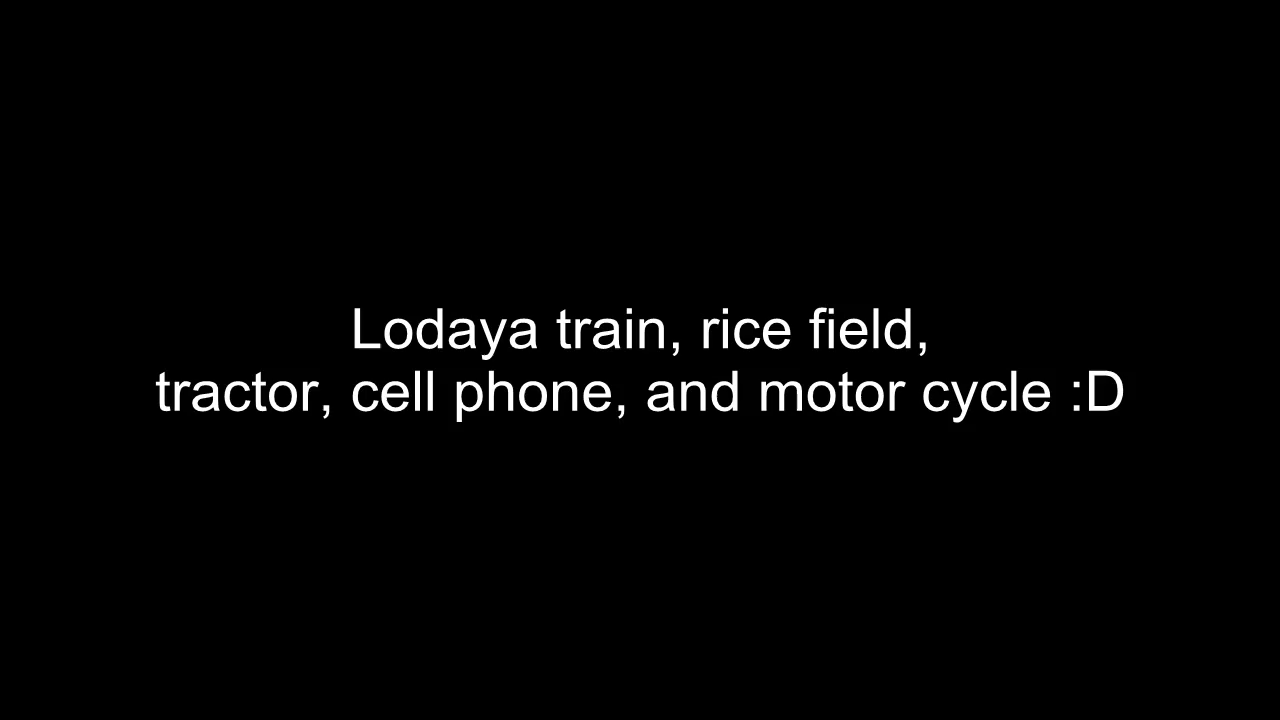 Lodaya train, rice field,
tractor, cell phone, and motor cycle :D